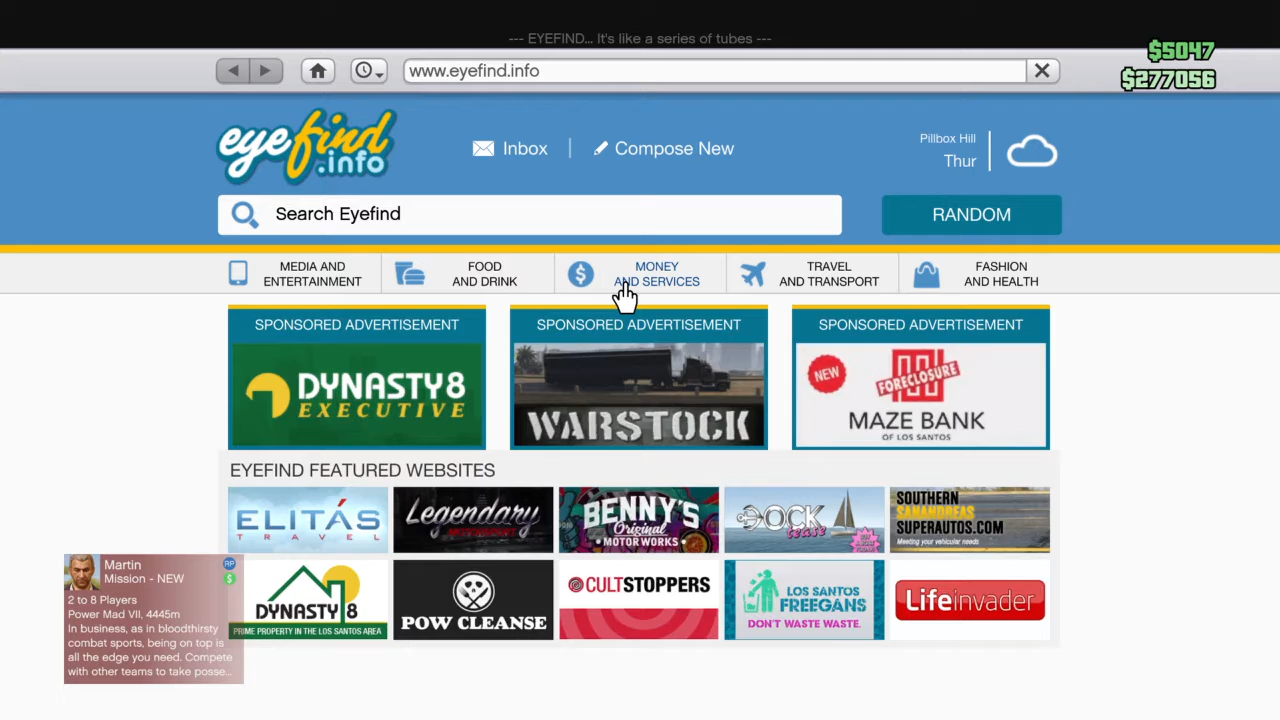 --- EYEFIND... It's like a series of tubes ---
$5047
www.eyefind.info
$277056
eyefind
.info
Inbox
Compose New
Pillbox Hill
Thur
Search Eyefind
RANDOM
MEDIA AND
ENTERTAINMENT
FOOD
AND DRINK
MONEY
AND SERVICES
TRAVEL
AND TRANSPORT
FASHION
AND HEALTH
SPONSORED ADVERTISEMENT
DYNASTY8
EXECUTIVE
SPONSORED ADVERTISEMENT
WARSTOCK
SPONSORED ADVERTISEMENT
NEW
FORECLOSURE
MAZE BANK
OF LOS SANTOS
EYEFIND FEATURED WEBSITES
ELITÁS
TRAVEL
Legendary
BENNY'S
Original
MOTOR WORKS
DOCK
tease
SOUTHERN
SANANDREAS
SUPERAUTOS.COM
Meeting your vehicular needs
DYNASTY 8
PRIME PROPERTY IN THE LOS SANTOS AREA
POW CLEANSE
CULTSTOPPERS
LOS SANTOS
FREEGANS
DON'T WASTE WASTE.
Lifeinvader
Martin
RP
Mission - NEW
$
2 to 8 Players
Power Mad VII, 4445m
In business, as in bloodthirsty
combat sports, being on top is
all the edge you need. Compete
with other teams to take posse...